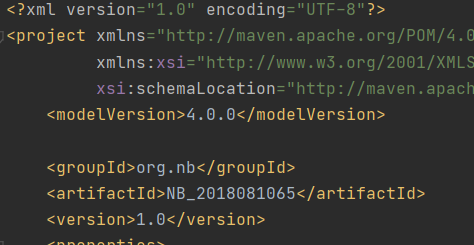 <?xml version="1.0" encoding="UTF-8"?>
<project xmlns="http://maven.apache.org/POM/4.0
xmlns:xsi="http://www.w3.org/2001/XMLS
xsi:schemaLocation="http://maven.apach
<modelVersion>4.0.0</modelVersion>
<groupId>org.nb</groupId>
<artifactId>NB_2018081065</artifactId>
<version>1.0</version>
<properties>